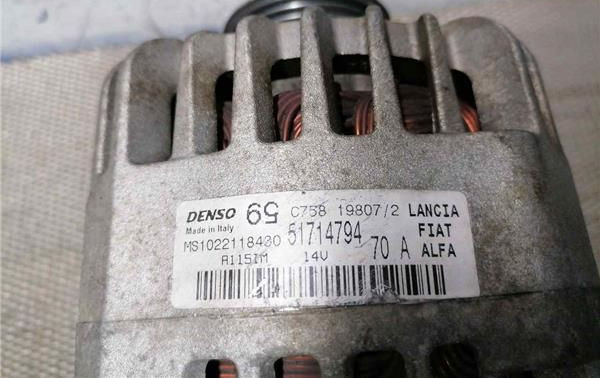 DENSO 59 C758 19807/2 LANCIA
Made in Italy FIAT
MS1022118430 51714794 70 A ALFA
A115IM 14V